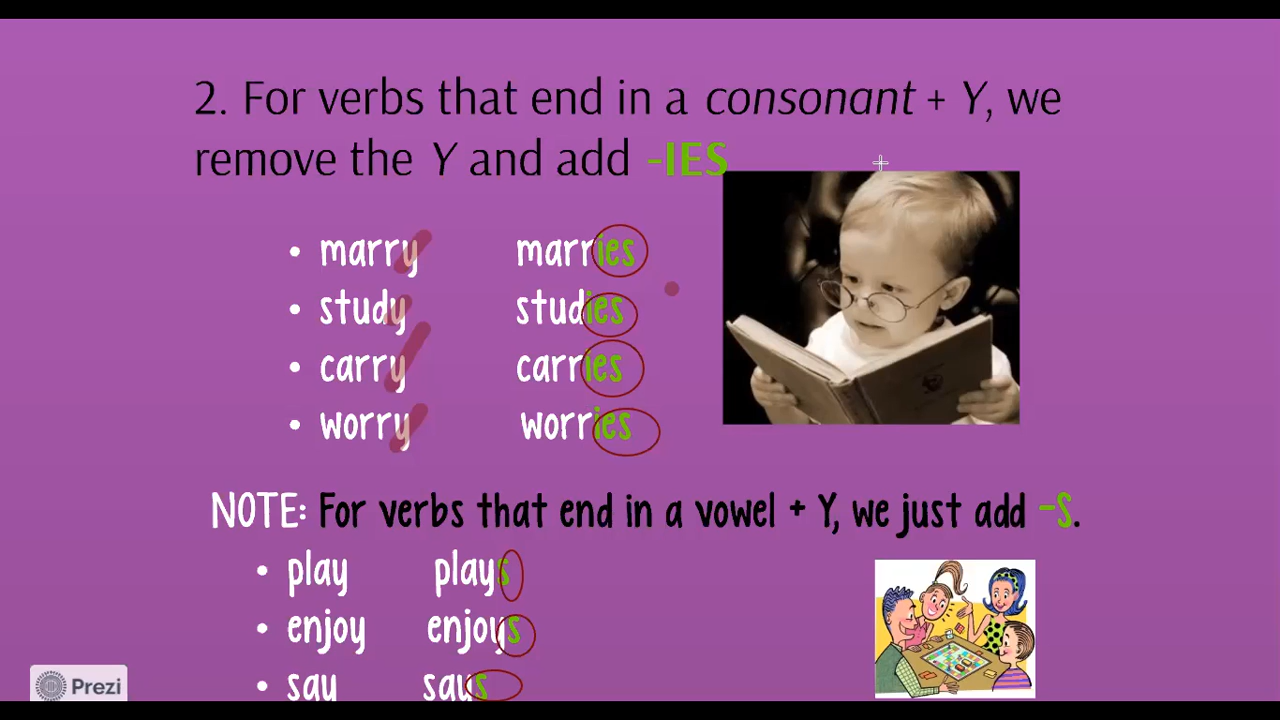 2. For verbs that end in a consonant + Y, we
remove the Y and add -IES
• marry marries
• study studies
• carry carries
• worry worries
NOTE: For verbs that end in a vowel + Y, we just add -S.
• play plays
• enjoy enjoys
• say says
Prezi